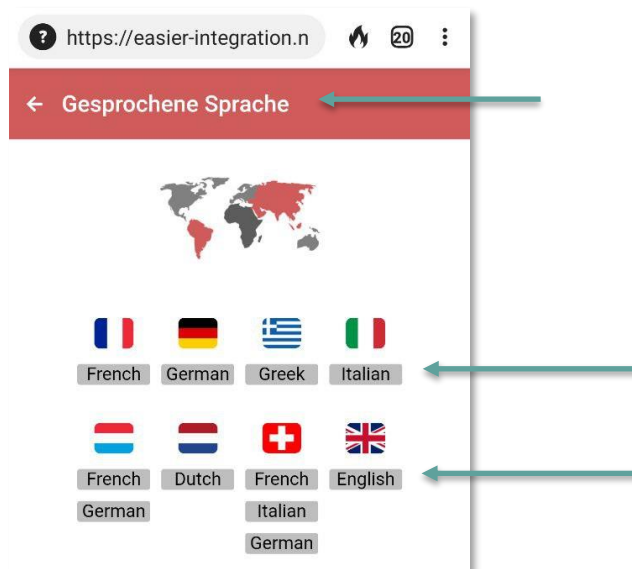 ? https://easier-integration.n 20
← Gesprochene Sprache
French German Greek Italian
French Dutch French English
German Italian
German